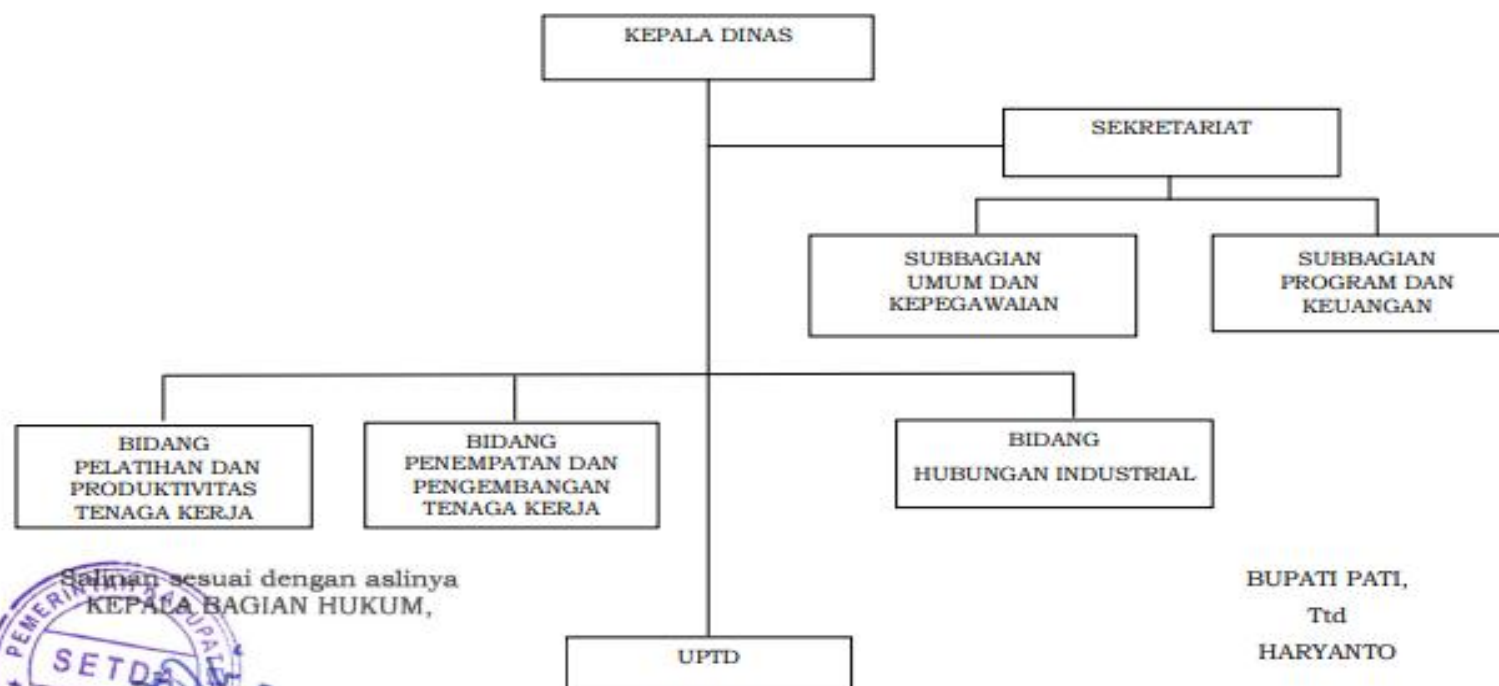 KEPALA DINAS
SEKRETARIAT
SUBBAGIAN
UMUM DAN
KEPEGAWAIAN
SUBBAGIAN
PROGRAM DAN
KEUANGAN
BIDANG
PELATIHAN DAN
PRODUKTIVITAS
TENAGA KERJA
BIDANG
PENEMPATAN DAN
PENGEMBANGAN
TENAGA KERJA
BIDANG
HUBUNGAN INDUSTRIAL
Salinan sesuai dengan aslinya
KEPALA BAGIAN HUKUM,
SETDA
UPTD
BUPATI PATI,
Ttd
HARYANTO